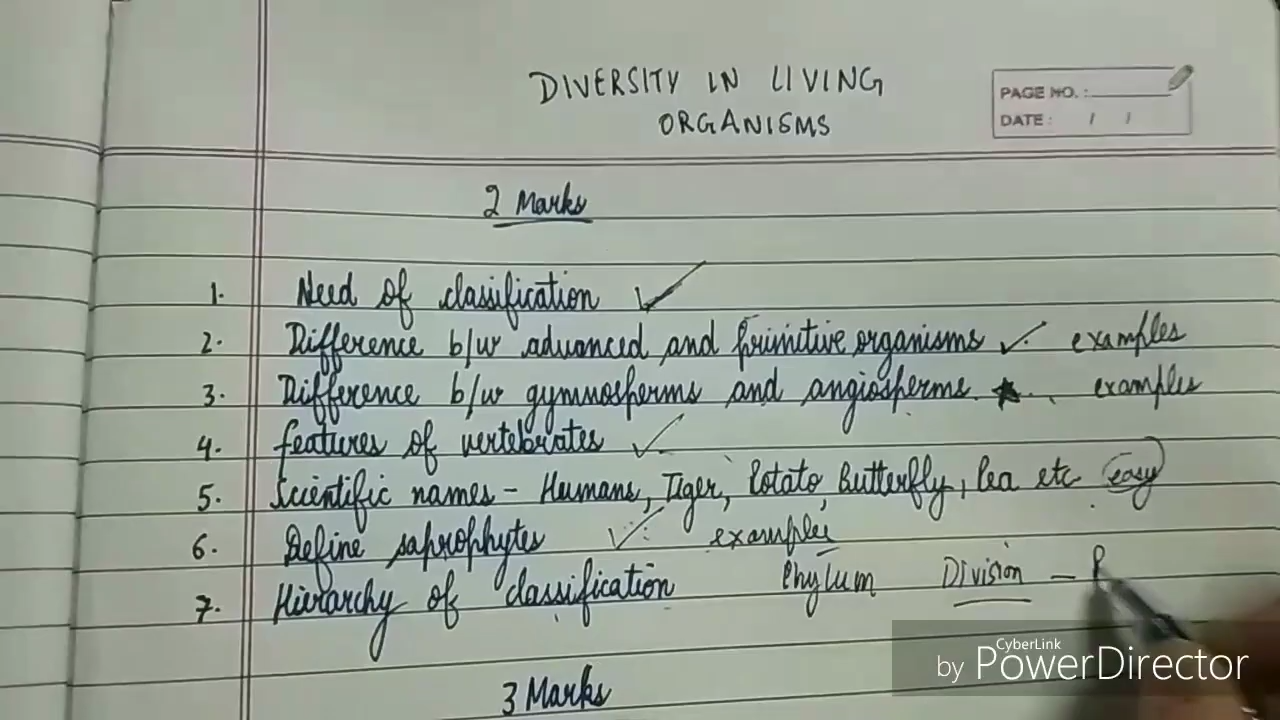 DIVERSITY IN LIVING
ORGANISMS
PAGE NO.:
DATE: / /
2 Marks
1. Need of classification
2. Difference b/w advanced and primitive organisms examples
3. Difference b/w gymnosperms and angiosperms examples
4. features of vertebrates
5. Scientific names - Humans, Tiger, Potato, Butterfly, Pea etc easy
6. Define saprophytes examples
7. Hierarchy of classification Phylum Division - P
3 Marks
CyberLink
by PowerDirector